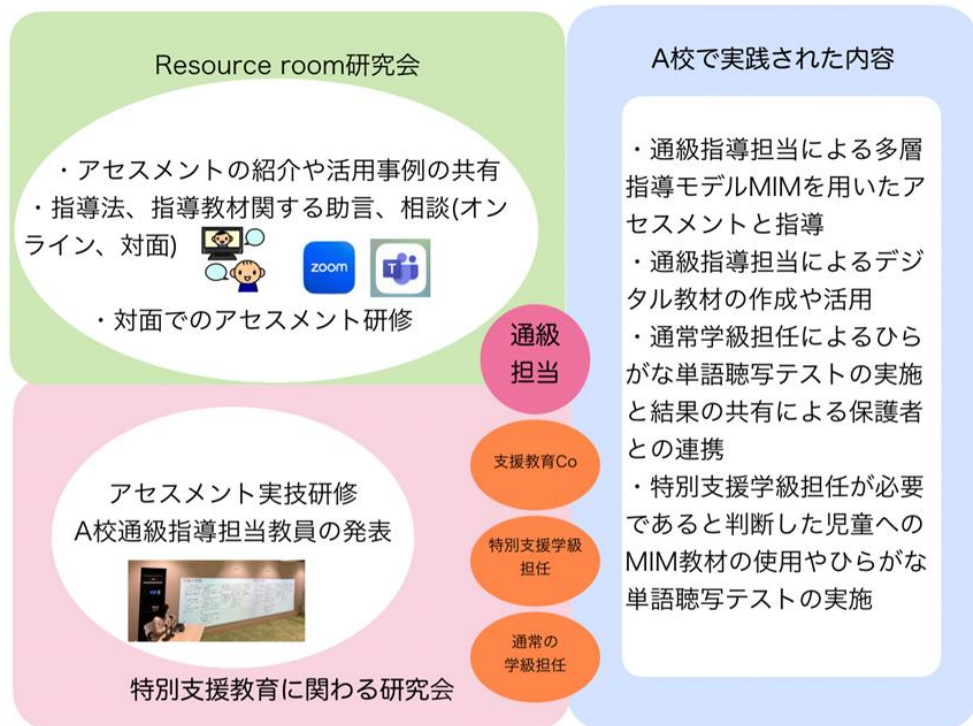 Resource room研究会
・アセスメントの紹介や活用事例の共有
・指導法、指導教材関する助言、相談(オン
ライン、対面)
zoom
T
・対面でのアセスメント研修
通級
担当
支援教育Co
特別支援学級
担任
通常の
学級担任
アセスメント実技研修
A校通級指導担当教員の発表
特別支援教育に関わる研究会
A校で実践された内容
・通級指導担当による多層
指導モデルMIMを用いたア
セスメントと指導
・通級指導担当によるデジ
タル教材の作成や活用
・通常学級担任によるひら
がな単語聴写テストの実施
と結果の共有による保護者
との連携
・特別支援学級担任が必要
であると判断した児童への
MIM教材の使用やひらがな
単語聴写テストの実施